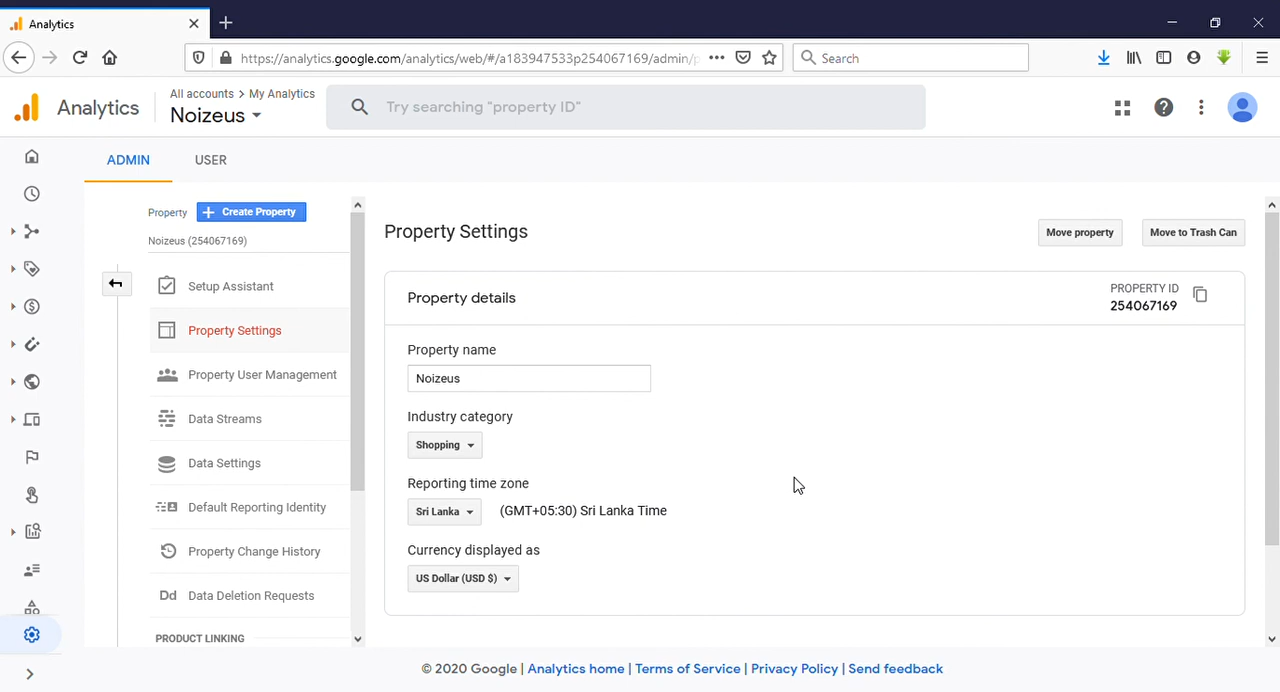 Analytics
https://analytics.google.com/analytics/web/#/a183947533p254067169/admin/p
Search
Analytics
All accounts > My Analytics
Noizeus
Try searching "property ID"
ADMIN
USER
Property
Create Property
Noizeus (254067169)
Setup Assistant
Property Settings
Property User Management
Data Streams
Data Settings
Default Reporting Identity
Property Change History
Dd Data Deletion Requests
PRODUCT LINKING
Property Settings
Move property
Move to Trash Can
Property details
PROPERTY ID
254067169
Property name
Noizeus
Industry category
Shopping
Reporting time zone
Sri Lanka (GMT+05:30) Sri Lanka Time
Currency displayed as
US Dollar (USD $)
© 2020 Google | Analytics home | Terms of Service | Privacy Policy | Send feedback